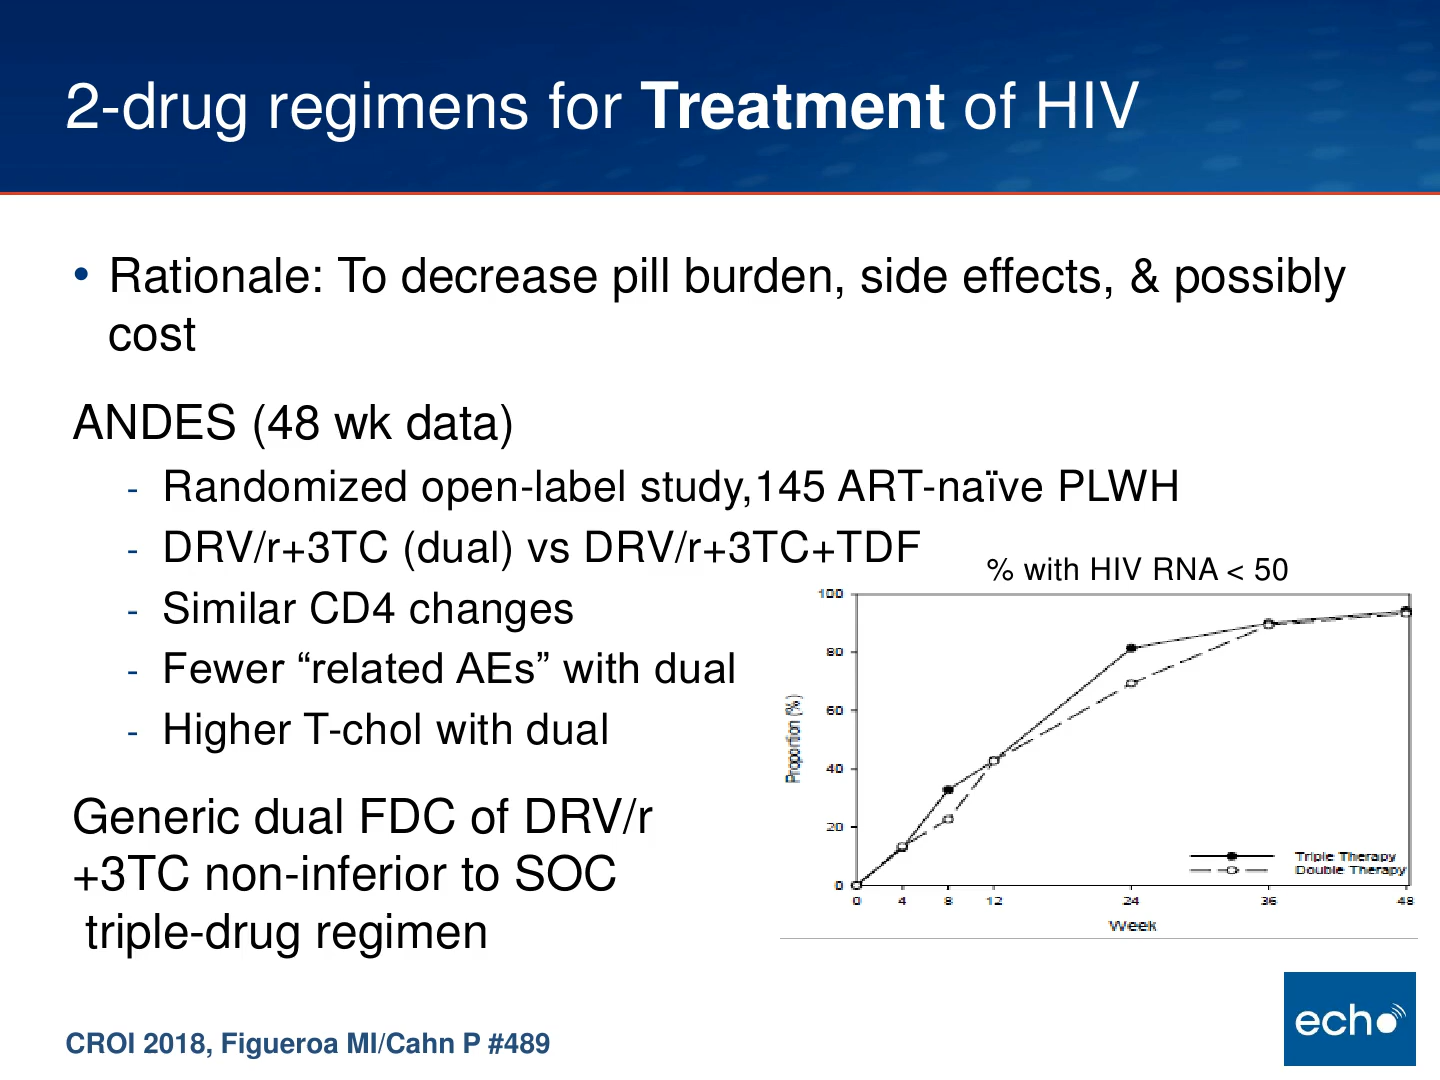 2-drug regimens for Treatment of HIV
• Rationale: To decrease pill burden, side effects, & possibly
cost
ANDES (48 wk data)
- Randomized open-label study,145 ART-naïve PLWH
- DRV/r+3TC (dual) vs DRV/r+3TC+TDF
- Similar CD4 changes
- Fewer “related AEs” with dual
- Higher T-chol with dual
Generic dual FDC of DRV/r
+3TC non-inferior to SOC
triple-drug regimen
% with HIV RNA < 50
100
80
60
40
20
0
Proportion (%)
0 4 8 12 24 36 48
Week
Triple Therapy
Double Therapy
CROI 2018, Figueroa MI/Cahn P #489
echo